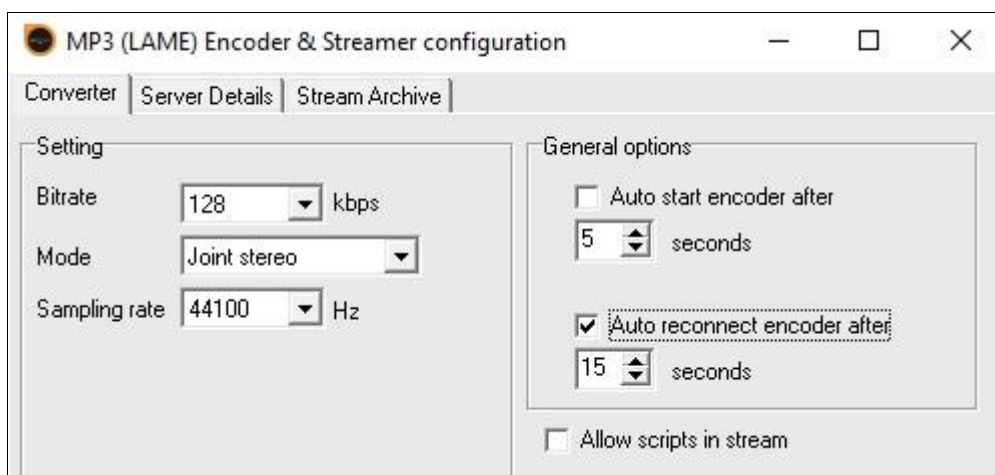 MP3 (LAME) Encoder & Streamer configuration
Converter Server Details Stream Archive
Setting
Bitrate 128 kbps
Mode Joint stereo
Sampling rate 44100 Hz
General options
Auto start encoder after
5 seconds
Auto reconnect encoder after
15 seconds
Allow scripts in stream